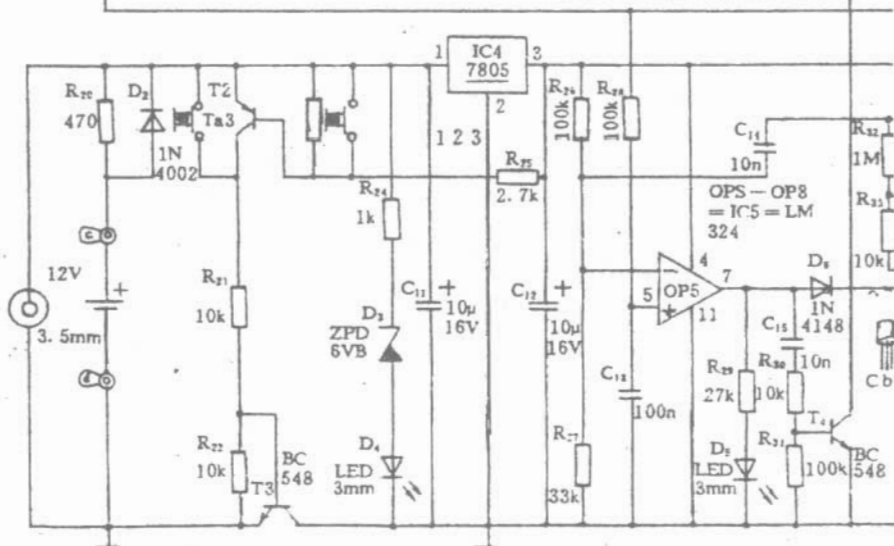 IC4
7805
1
3
2
R20
470
D2
1N
4002
Ta3
T2
1 2 3
R24
1k
R25
2.7k
R26
100k
R28
100k
C14
10n
R32
1M
R33
10k
OPS — OP8
= IC5 = LM
324
12V
3.5mm
+
R21
10k
D3
ZPD
6VB
C11
+
10µ
16V
C12
+
10µ
16V
5
OP5
−
+
4
7
11
D6
1N
4148
C15
10n
C13
100n
R29
27k
R30
10k
Cb
R22
10k
T3
BC
548
D4
LED
3mm
R27
33k
D5
LED
3mm
R31
100k
BC
548